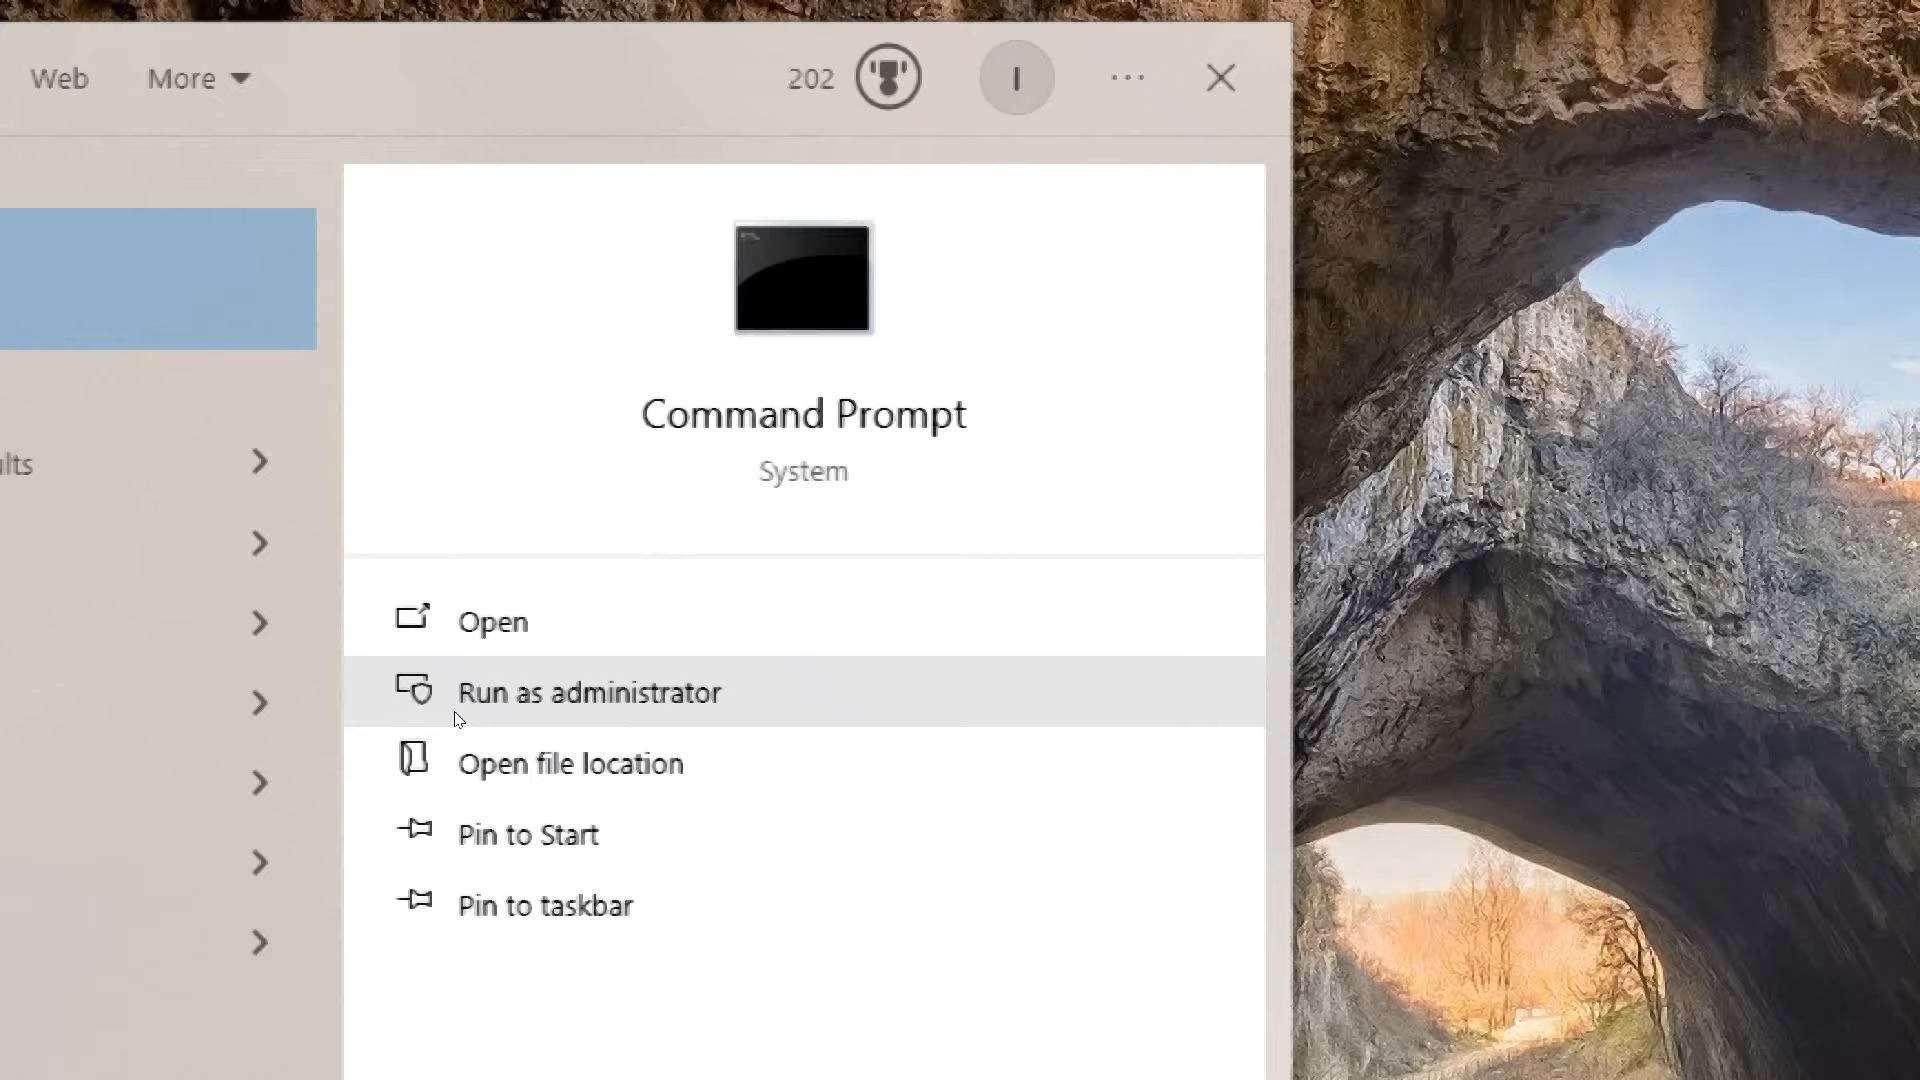 Web
More
202
I
Command Prompt
System
ults
Open
Run as administrator
Open file location
Pin to Start
Pin to taskbar